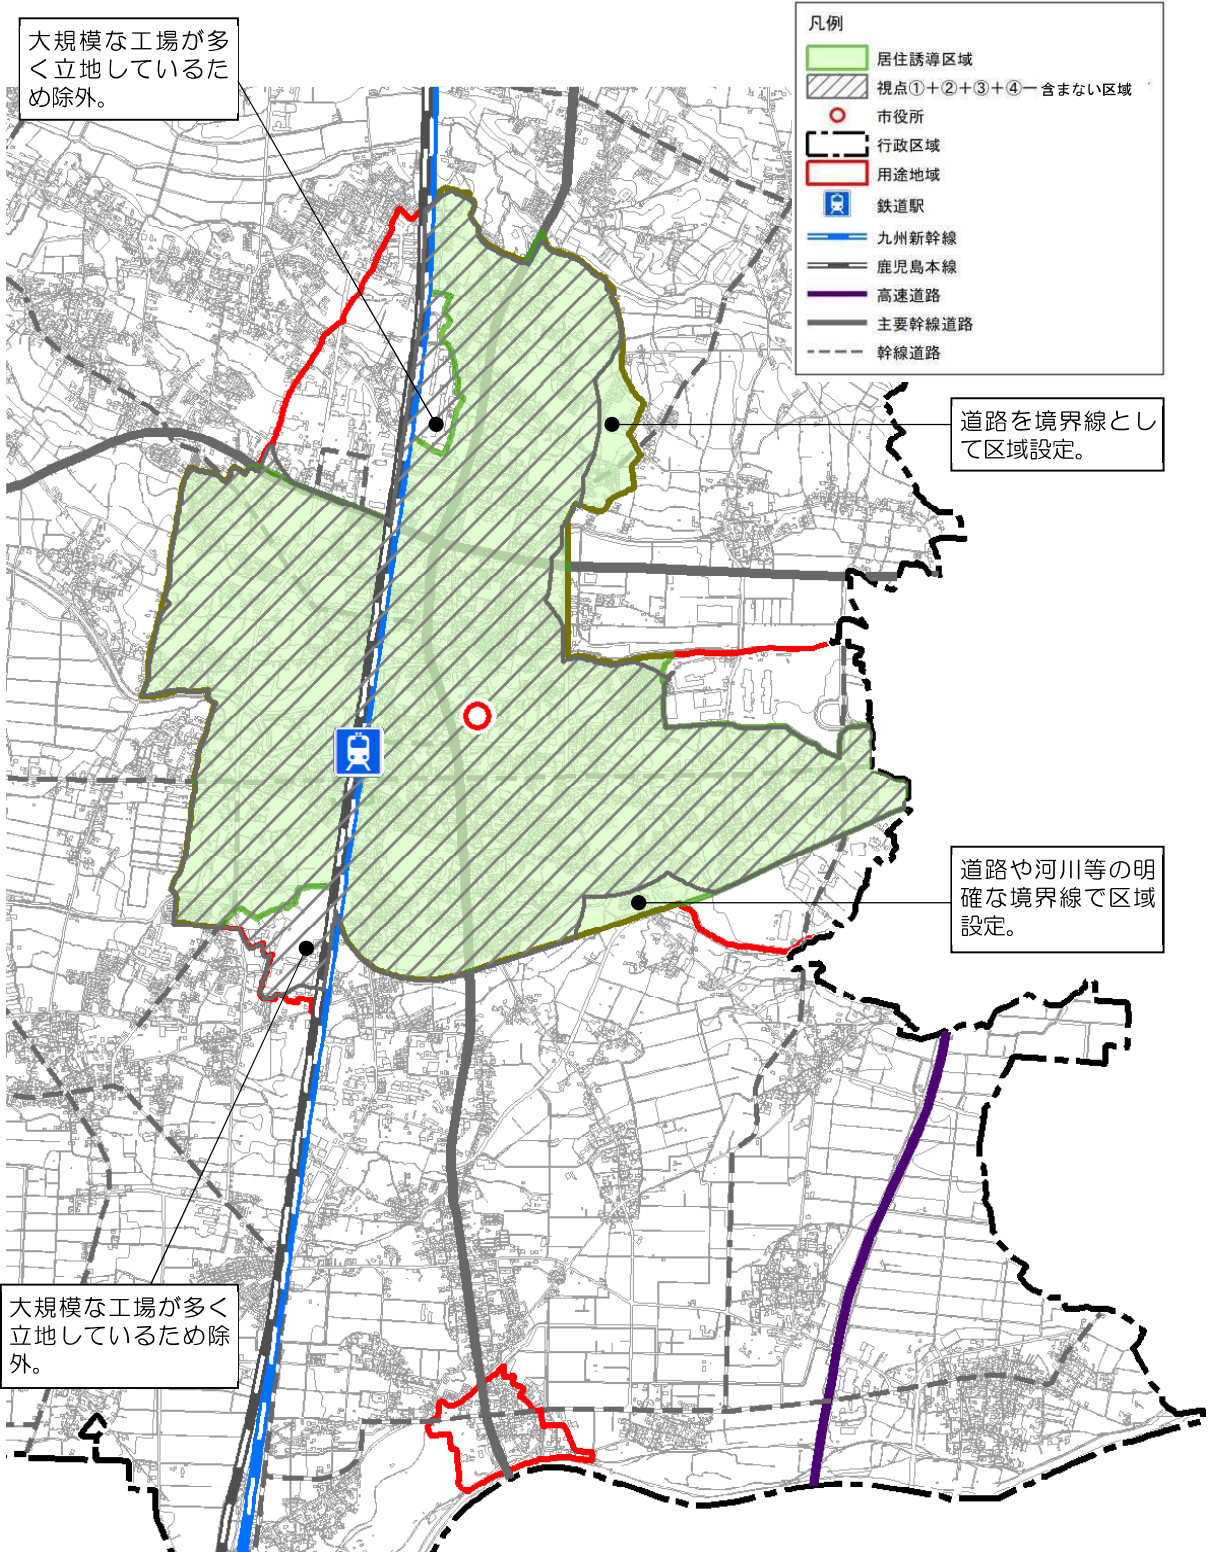 大規模な工場が多
く立地しているた
め除外。
凡例
居住誘導区域
視点①+②+③+④ー含まない区域
市役所
行政区域
用途地域
鉄道駅
九州新幹線
鹿児島本線
高速道路
主要幹線道路
幹線道路
道路を境界線とし
て区域設定。
道路や河川等の明
確な境界線で区域
設定。
大規模な工場が多く
立地しているため除
外。